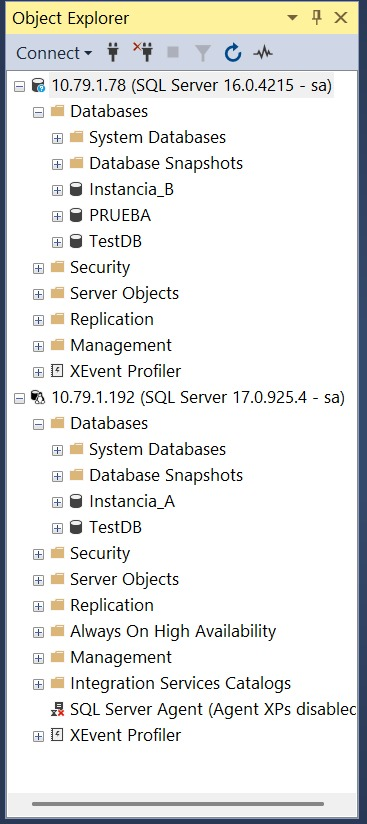 Object Explorer
Connect
10.79.1.78 (SQL Server 16.0.4215 - sa)
Databases
System Databases
Database Snapshots
Instancia_B
PRUEBA
TestDB
Security
Server Objects
Replication
Management
XEvent Profiler
10.79.1.192 (SQL Server 17.0.925.4 - sa)
Databases
System Databases
Database Snapshots
Instancia_A
TestDB
Security
Server Objects
Replication
Always On High Availability
Management
Integration Services Catalogs
SQL Server Agent (Agent XPs disabled
XEvent Profiler